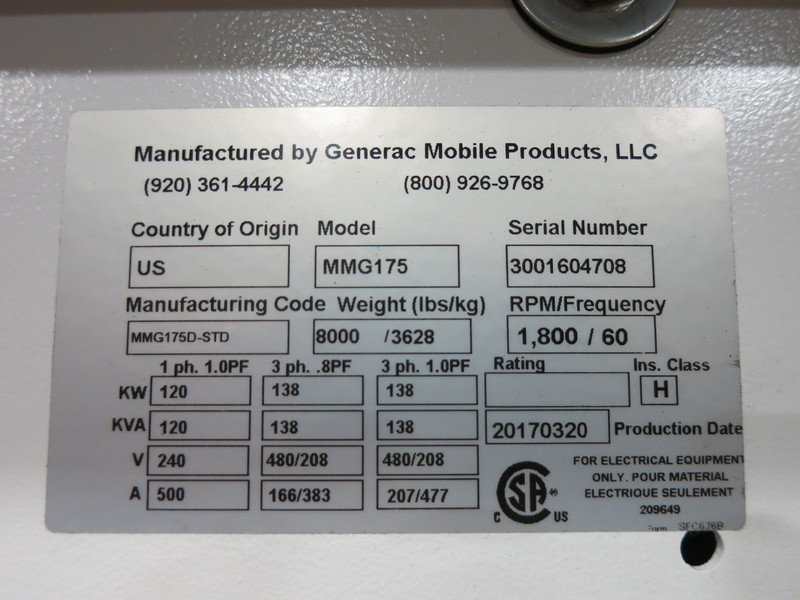 Manufactured by Generac Mobile Products, LLC
(920) 361-4442 (800) 926-9768
Country of Origin Model Serial Number
US MMG175 3001604708
Manufacturing Code Weight (lbs/kg) RPM/Frequency
MMG175D-STD 8000 /3628 1,800 / 60
1 ph. 1.0PF 3 ph. .8PF 3 ph. 1.0PF Rating Ins. Class
KW 120 138 138 H
KVA 120 138 138 20170320 Production Date
V 240 480/208 480/208
A 500 166/383 207/477
CSA ®
C US
FOR ELECTRICAL EQUIPMENT
ONLY. POUR MATERIAL
ELECTRIQUE SEULEMENT
209649
Form SFC676B